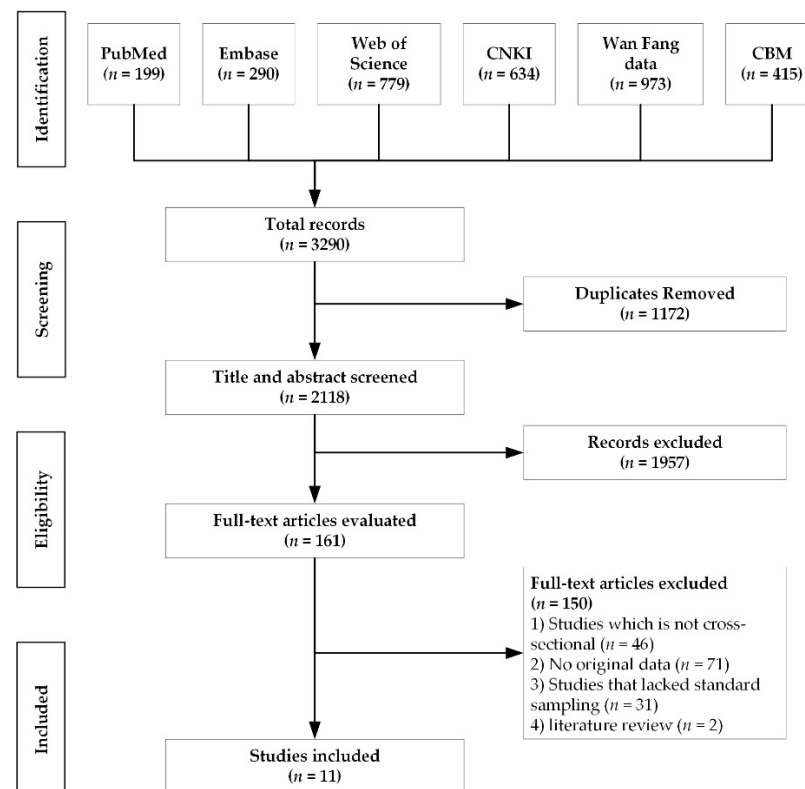 Identification
PubMed
(n = 199)
Embase
(n = 290)
Web of
Science
(n = 779)
CNKI
(n = 634)
Wan Fang
data
(n = 973)
CBM
(n = 415)
Screening
Total records
(n = 3290)
Duplicates Removed
(n = 1172)
Title and abstract screened
(n = 2118)
Eligibility
Records excluded
(n = 1957)
Full-text articles evaluated
(n = 161)
Full-text articles excluded
(n = 150)
1) Studies which is not cross-
sectional (n = 46)
2) No original data (n = 71)
3) Studies that lacked standard
sampling (n = 31)
4) literature review (n = 2)
Included
Studies included
(n = 11)